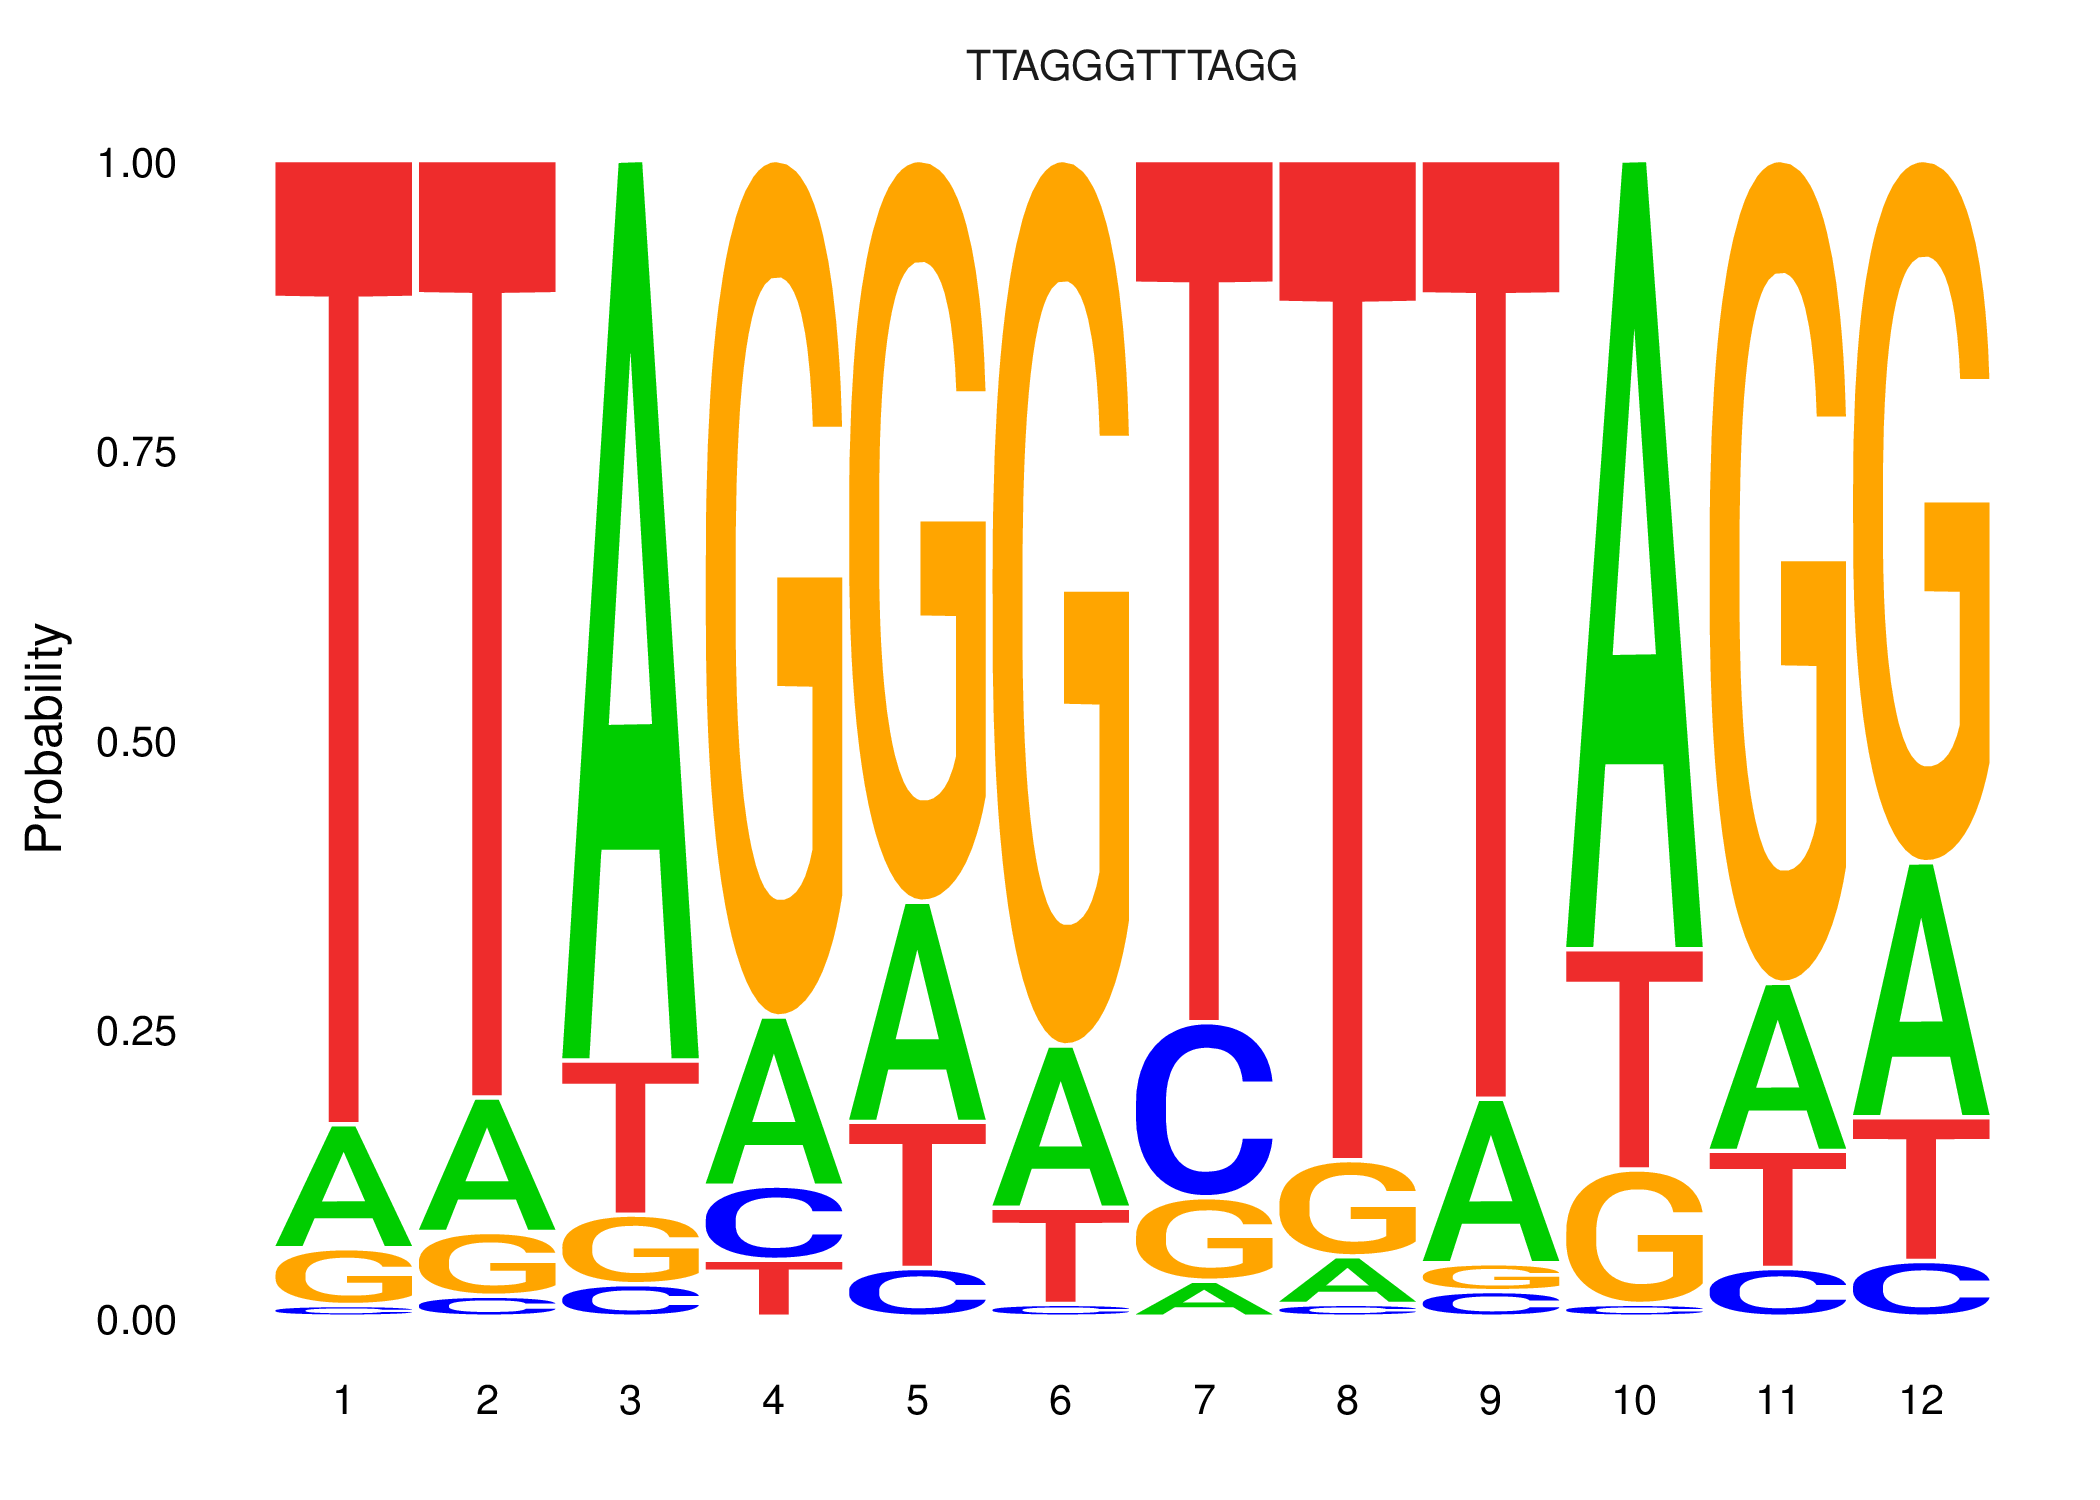 TTAGGGTTTAGG
1.00
0.75
0.50
0.25
0.00
Probability
T T A G G G T T T A G G
A A T A A A C G A T A A
G G G C T T G A G G T T
C C C T C C A C C C C C
1 2 3 4 5 6 7 8 9 10 11 12